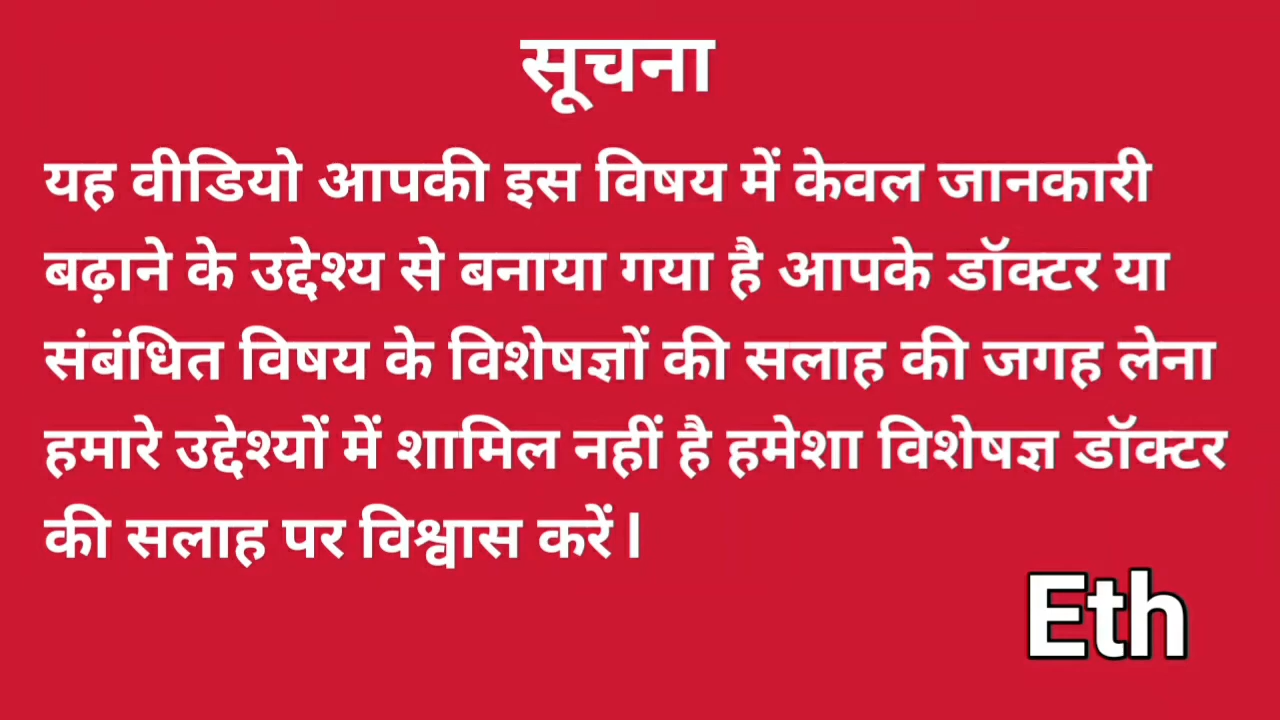 सूचना
यह वीडियो आपकी इस विषय में केवल जानकारी
बढ़ाने के उद्देश्य से बनाया गया है आपके डॉक्टर या
संबंधित विषय के विशेषज्ञों की सलाह की जगह लेना
हमारे उद्देश्यों में शामिल नहीं है हमेशा विशेषज्ञ डॉक्टर
की सलाह पर विश्वास करें।
Eth